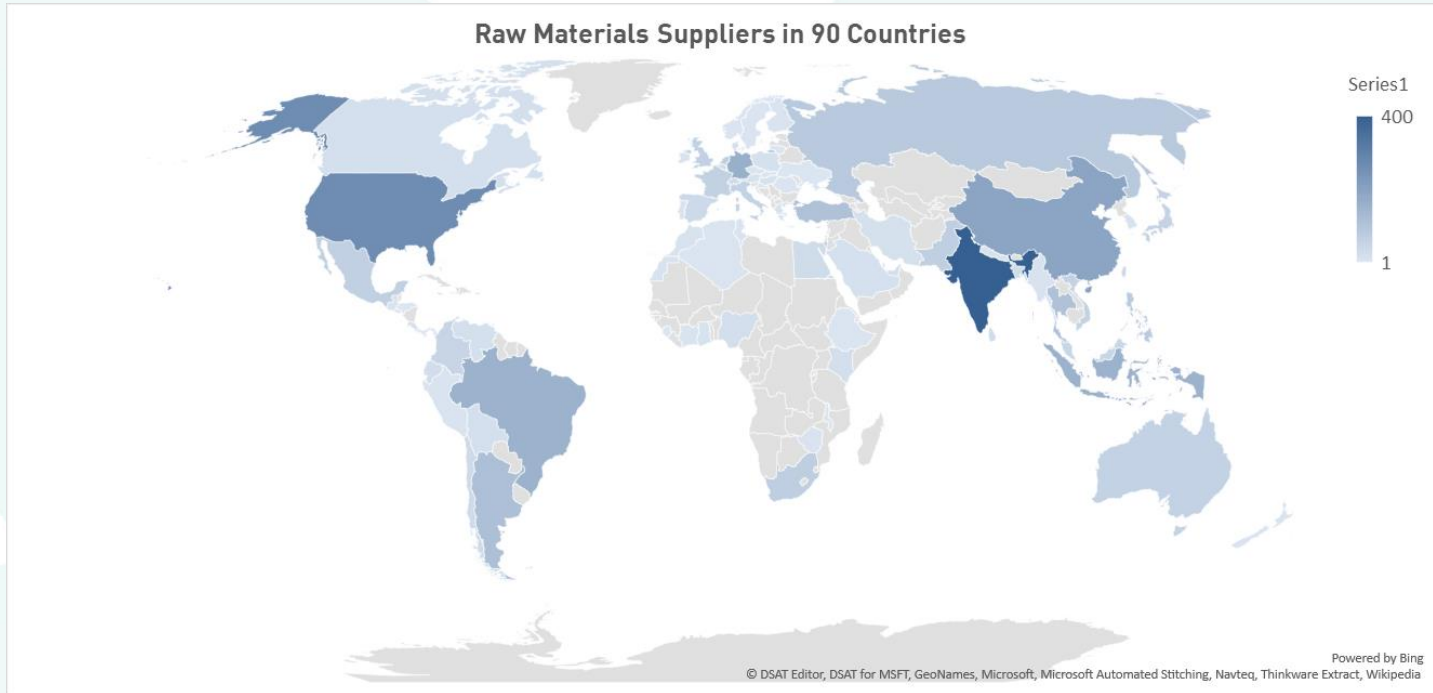 Raw Materials Suppliers in 90 Countries
Series1
400
1
Powered by Bing
© DSAT Editor, DSAT for MSFT, GeoNames, Microsoft, Microsoft Automated Stitching, Navteq, Thinkware Extract, Wikipedia